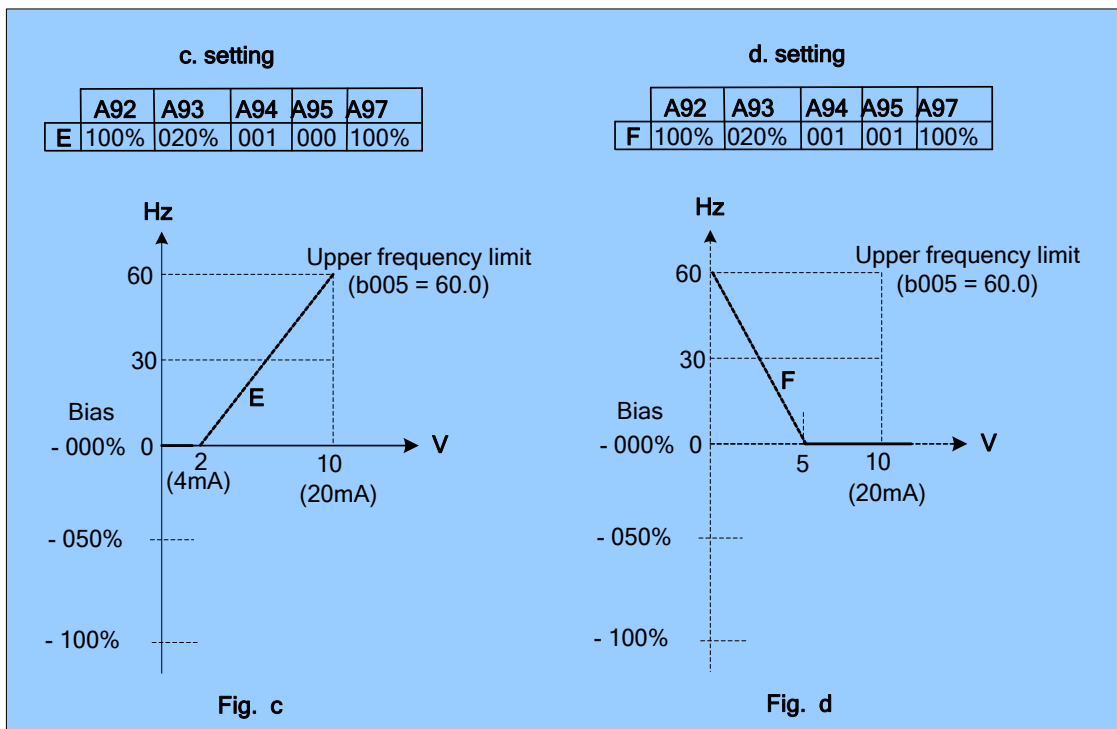 c. setting
A92 A93 A94 A95 A97
E 100% 020% 001 000 100%
Hz
Upper frequency limit
(b005 = 60.0)
60
30
E
Bias
- 000% 0
V
2
(4mA)
10
(20mA)
- 050%
- 100%
Fig. c
d. setting
A92 A93 A94 A95 A97
F 100% 020% 001 001 100%
Hz
Upper frequency limit
(b005 = 60.0)
60
30
F
Bias
- 000% 0
V
5
10
(20mA)
- 050%
- 100%
Fig. d